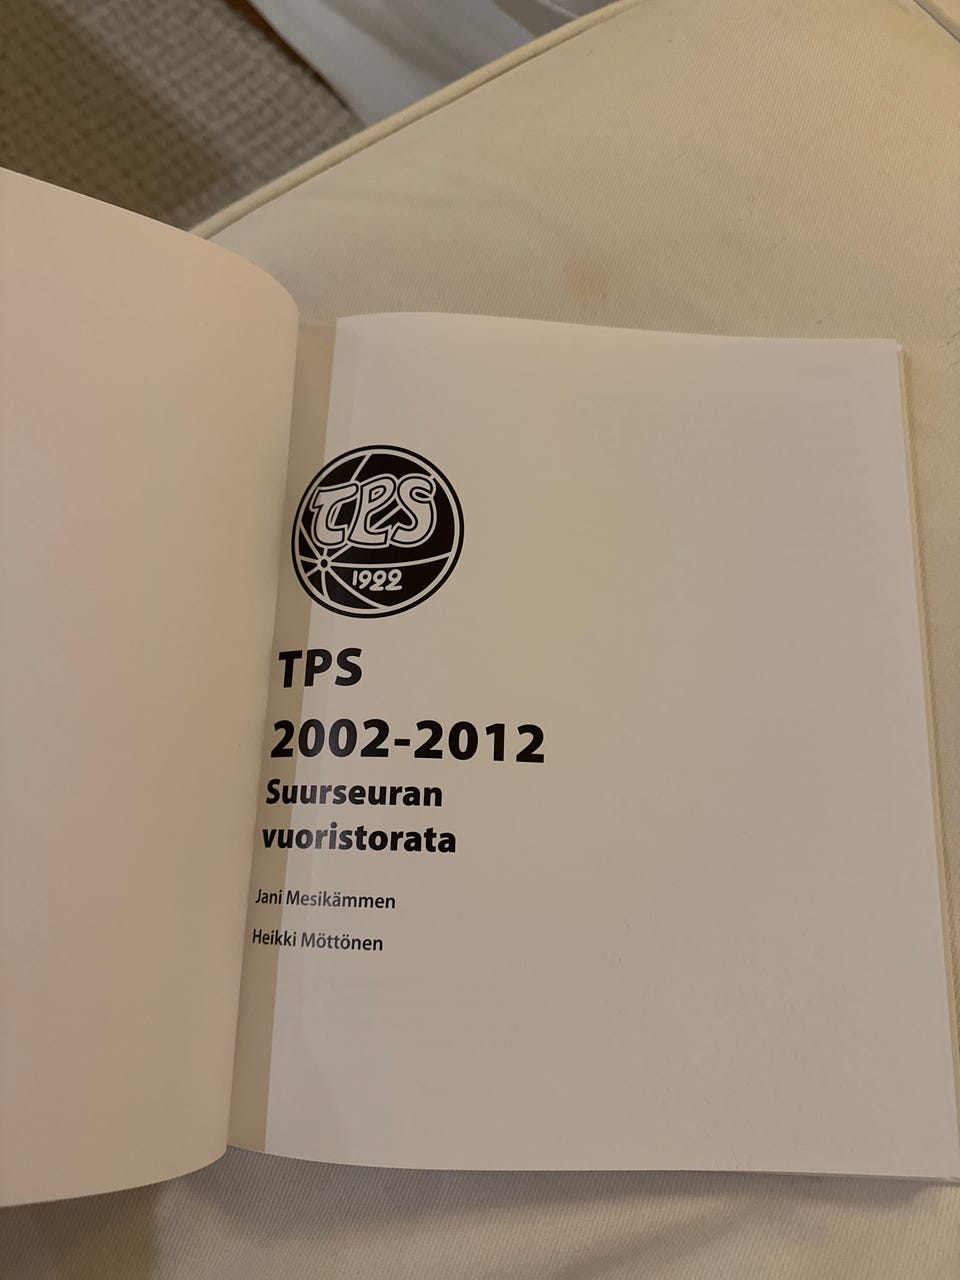 TPS
1922
TPS
2002-2012
Suurseuran
vuoristorata
Jani Mesikämmen
Heikki Möttönen